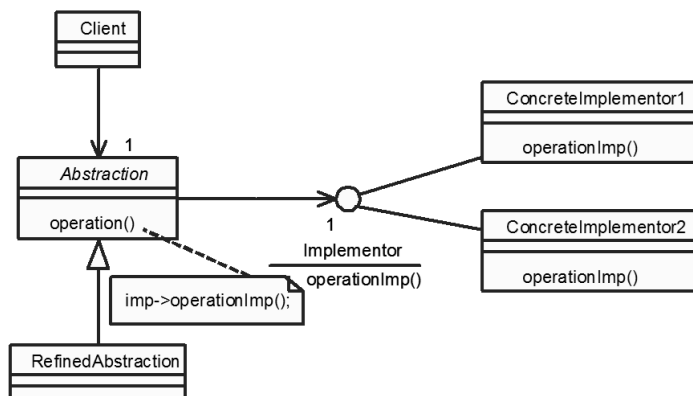 Client
1
Abstraction
operation()
imp->operationImp();
RefinedAbstraction
1
Implementor
operationImp()
ConcreteImplementor1
operationImp()
ConcreteImplementor2
operationImp()